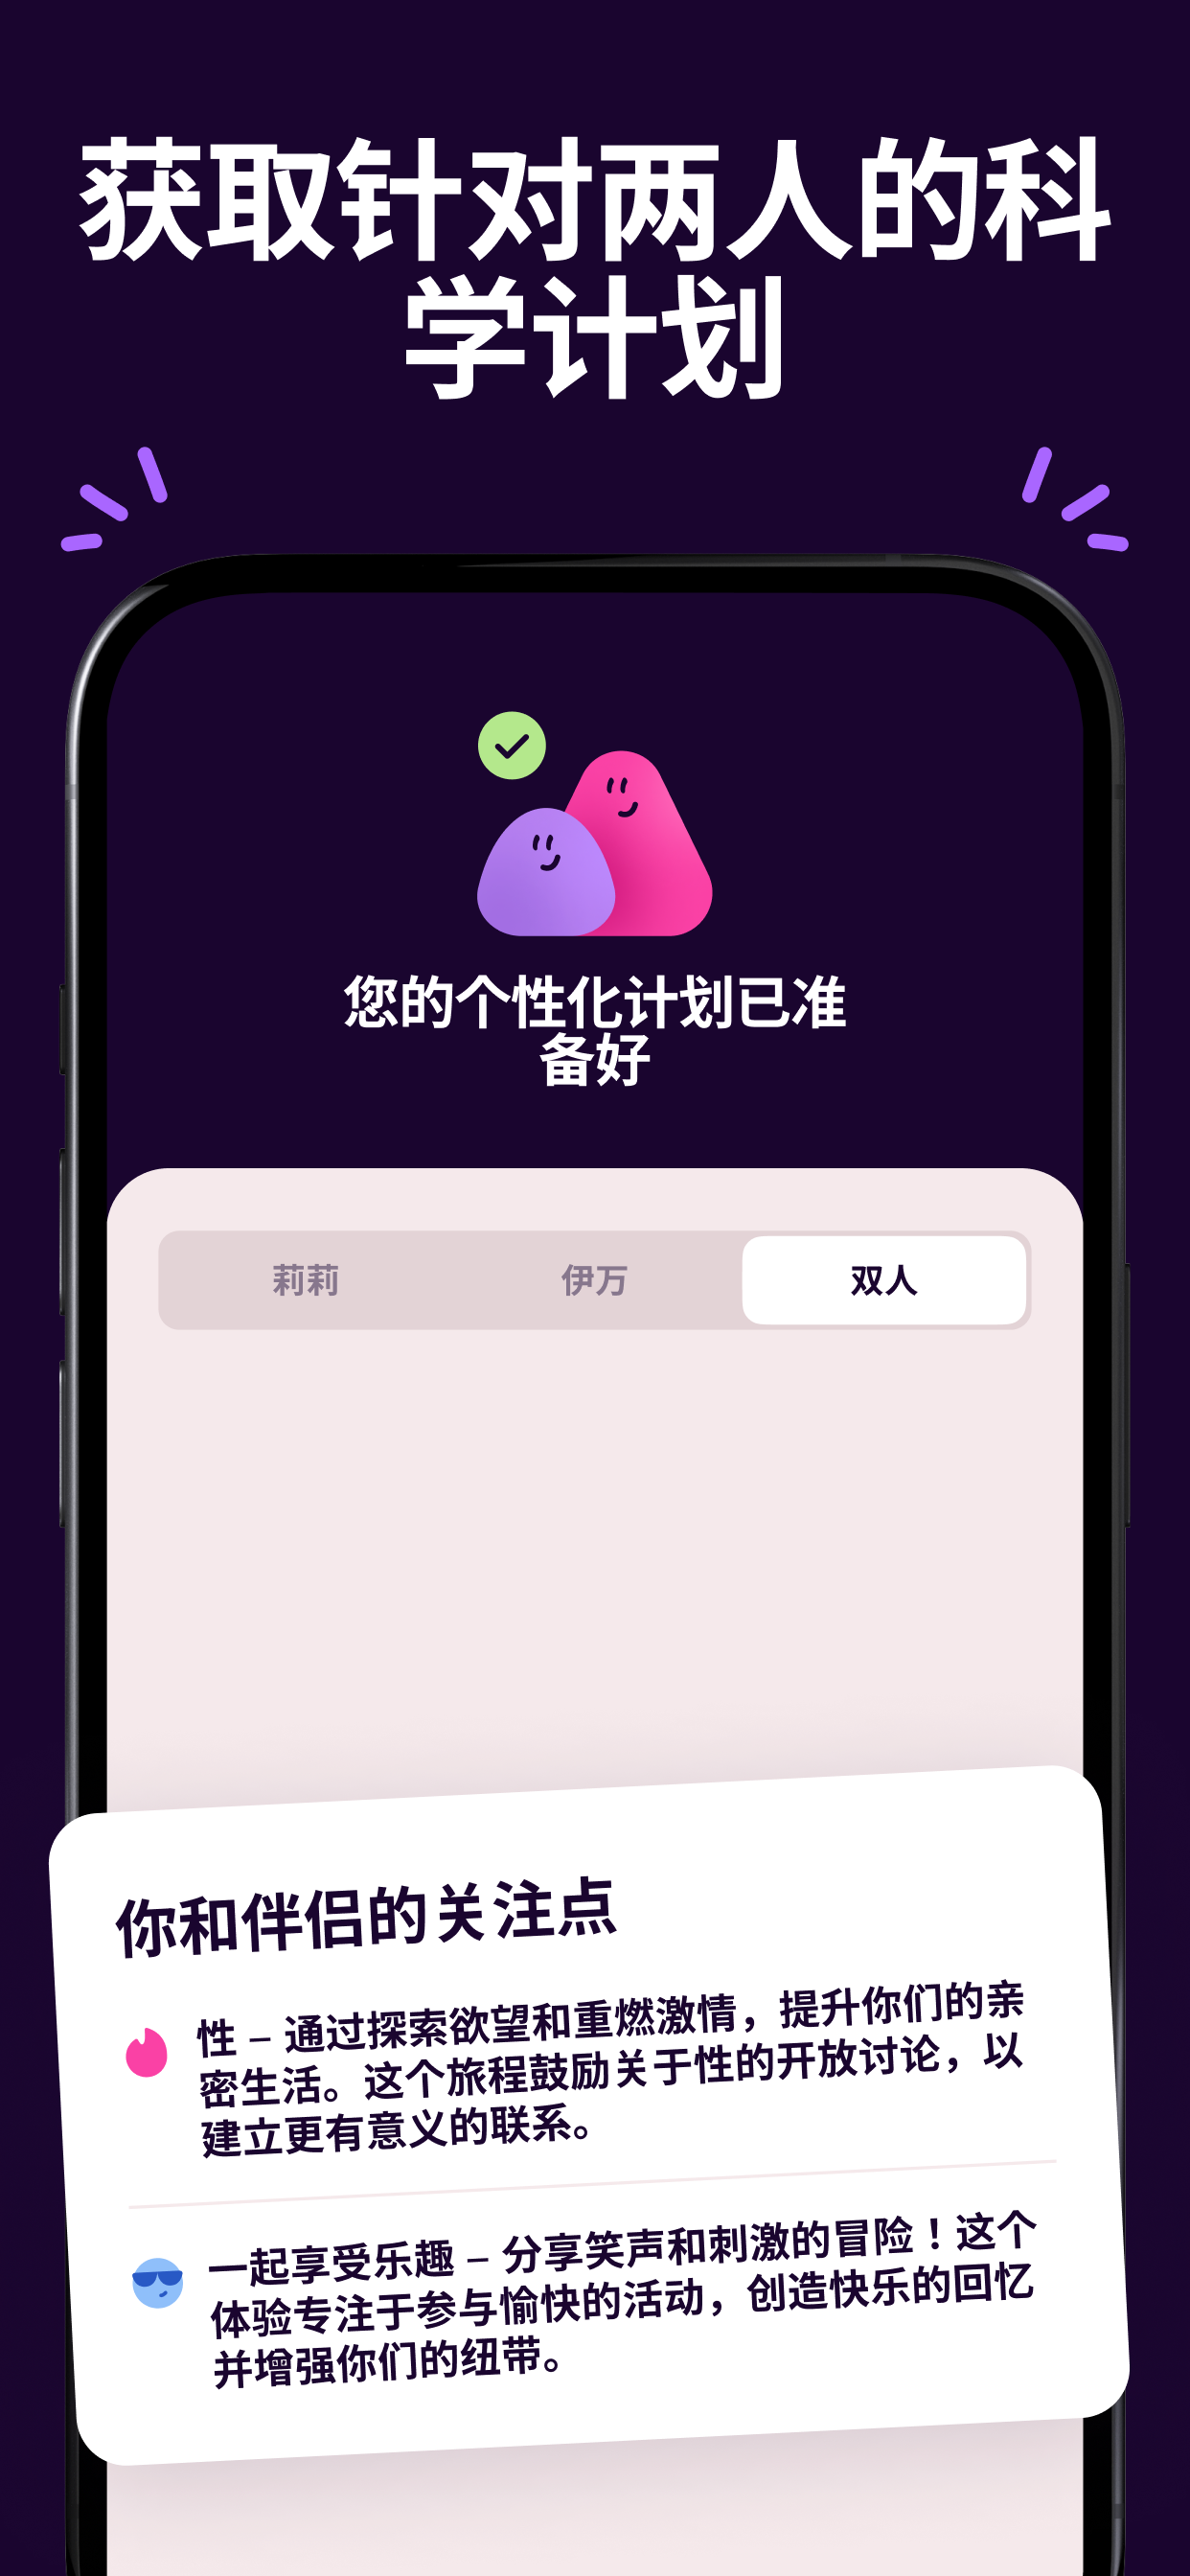 获取针对两人的科
学计划
您的个性化计划已准
备好
莉莉
伊万
双人
你和伴侣的关注点
性 – 通过探索欲望和重燃激情，提升你们的亲
密生活。这个旅程鼓励关于性的开放讨论，以
建立更有意义的联系。
一起享受乐趣 – 分享笑声和刺激的冒险！这个
体验专注于参与愉快的活动，创造快乐的回忆
并增强你们的纽带。